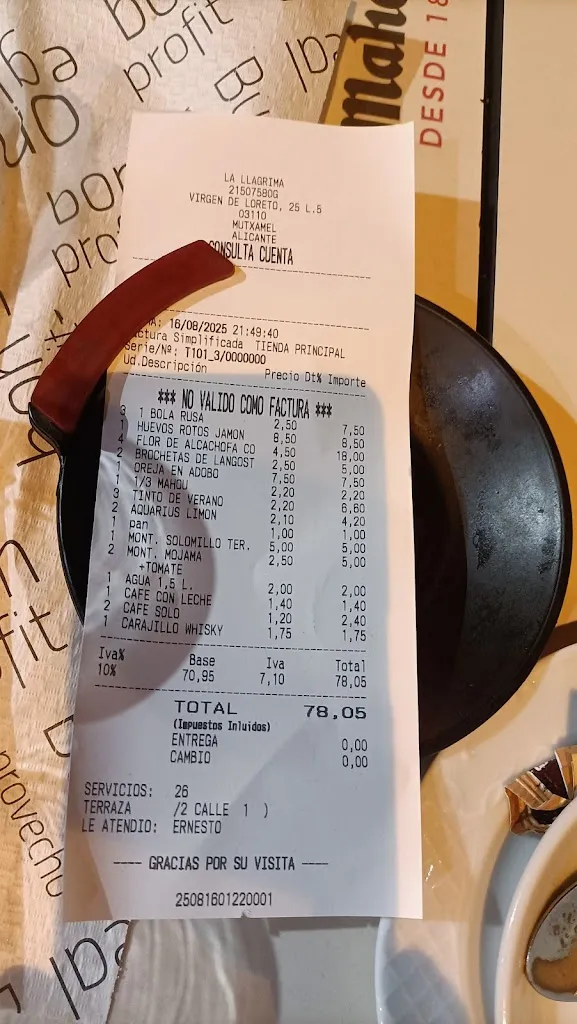 Mahou
DESDE 18
profit
profit
provecho
LA LLAGRIMA
21507580G
VIRGEN DE LORETO, 25 L.5
03110
MUTXAMEL
ALICANTE
CONSULTA CUENTA
16/08/2025 21:49:40
Factura Simplificada TIENDA PRINCIPAL
Serie/Nº: T101_3/0000000
Ud.Descripción Precio Dt% Importe
*** NO VALIDO COMO FACTURA ***
3 1 BOLA RUSA 2,50 7,50
1 HUEVOS ROTOS JAMON 8,50 8,50
4 FLOR DE ALCACHOFA CO 4,50 18,00
2 BROCHETAS DE LANGOST 2,50 5,00
1 OREJA EN ADOBO 7,50 7,50
1 1/3 MAHOU 2,20 2,20
3 TINTO DE VERANO 2,20 6,60
2 AQUARIUS LIMON 2,10 4,20
1 pan 1,00 1,00
1 MONT. SOLOMILLO TER. 5,00 5,00
2 MONT. MOJAMA 2,50 5,00
+TOMATE
1 AGUA 1,5 L. 2,00 2,00
1 CAFE CON LECHE 1,40 1,40
2 CAFE SOLO 1,20 2,40
1 CARAJILLO WHISKY 1,75 1,75
Iva% Base Iva Total
10% 70,95 7,10 78,05
TOTAL 78,05
(Impuestos Inluidos)
ENTREGA 0,00
CAMBIO 0,00
SERVICIOS: 26
TERRAZA /2 CALLE 1 )
LE ATENDIO: ERNESTO
---- GRACIAS POR SU VISITA ----
25081601220001